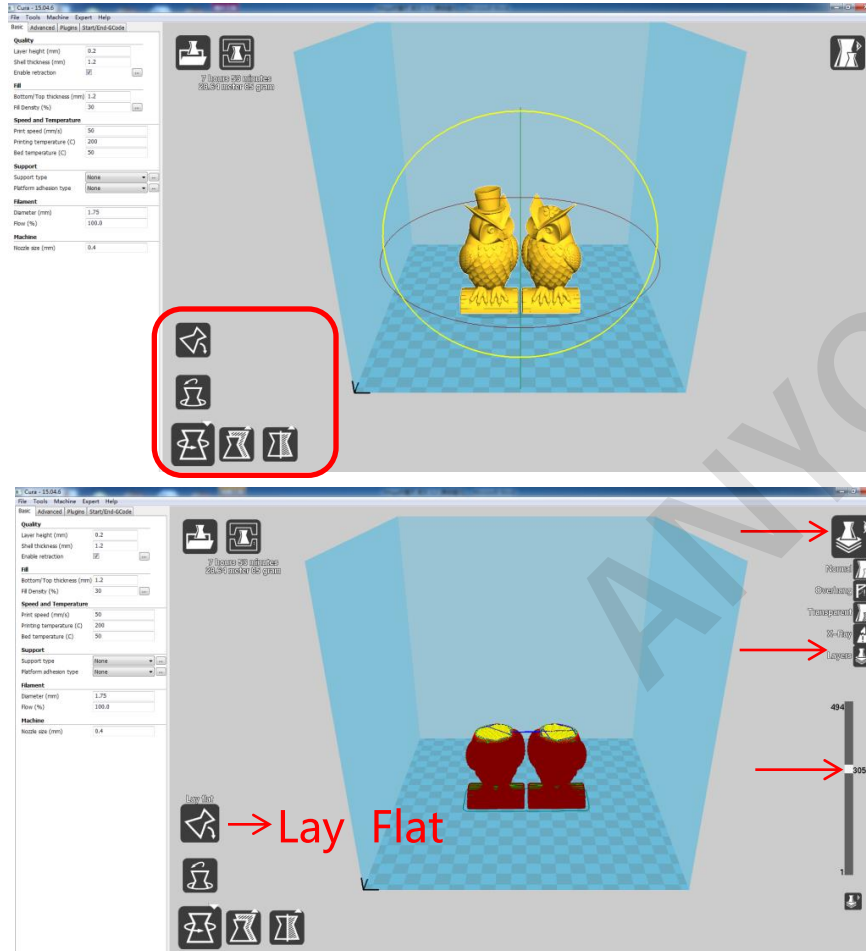 Cura - 15.04.6
File Tools Machine Expert Help
Basic Advanced Plugins Start/End-GCode
Quality
Layer height (mm) 0.2
Shell thickness (mm) 1.2
Enable retraction
Fill
Bottom/Top thickness (mm) 1.2
Fill Density (%) 30
Speed and Temperature
Print speed (mm/s) 50
Printing temperature (C) 200
Bed temperature (C) 50
Support
Support type None
Platform adhesion type None
Filament
Diameter (mm) 1.75
Flow (%) 100.0
Machine
Nozzle size (mm) 0.4
7 hours 53 minutes
28.64 meter 85 gram
Cura - 15.04.6
File Tools Machine Expert Help
Basic Advanced Plugins Start/End-GCode
Quality
Layer height (mm) 0.2
Shell thickness (mm) 1.2
Enable retraction
Fill
Bottom/Top thickness (mm) 1.2
Fill Density (%) 30
Speed and Temperature
Print speed (mm/s) 50
Printing temperature (C) 200
Bed temperature (C) 50
Support
Support type None
Platform adhesion type None
Filament
Diameter (mm) 1.75
Flow (%) 100.0
Machine
Nozzle size (mm) 0.4
7 hours 53 minutes
28.64 meter 85 gram
Normal
Overhang
Transparent
X-Ray
Layers
494
305
1
Lay flat
Lay Flat
ANYC